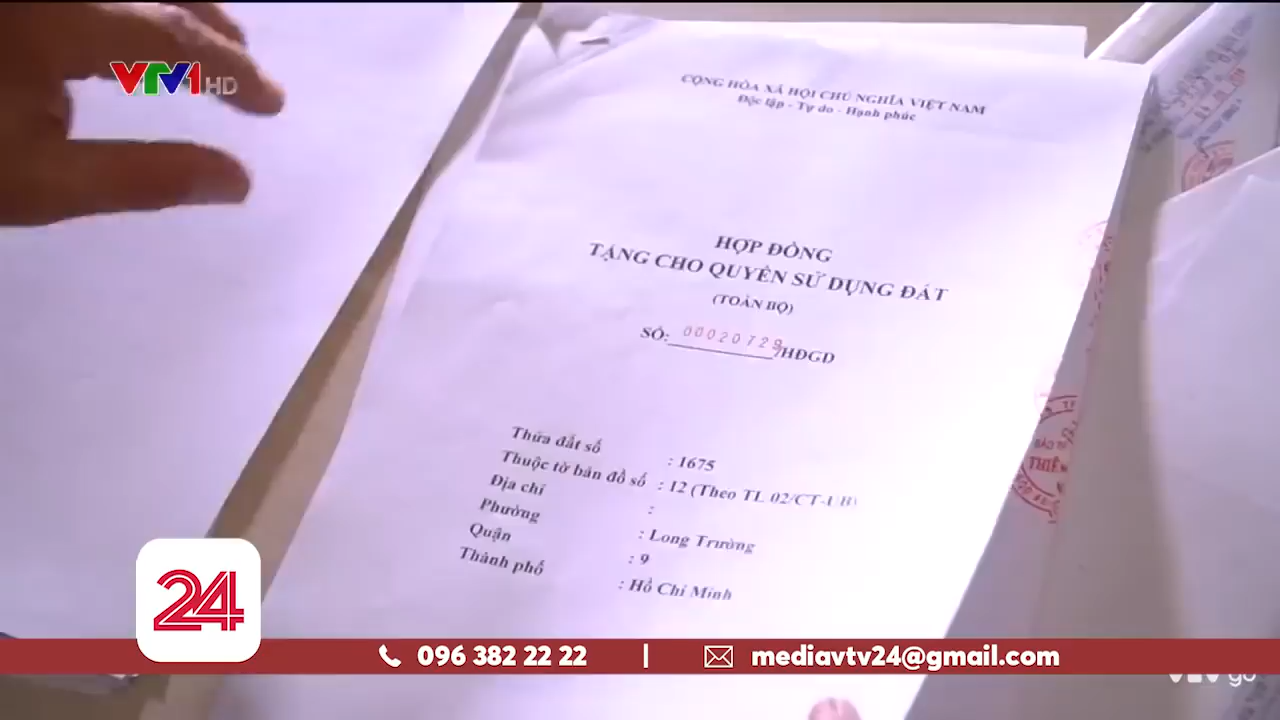 VTV1 HD
CỘNG HÒA XÃ HỘI CHỦ NGHĨA VIỆT NAM
Độc lập - Tự do - Hạnh phúc
HỢP ĐỒNG
TẶNG CHO QUYỀN SỬ DỤNG ĐẤT
(TOÀN BỘ)
SỐ: 00020729/HĐGD
Thửa đất số : 1675
Thuộc tờ bản đồ số : 12 (Theo TL 02/CT-UB)
Địa chỉ :
Phường : Long Trường
Quận : 9
Thành phố : Hồ Chí Minh
24
096 382 22 22 | mediavtv24@gmail.com
go